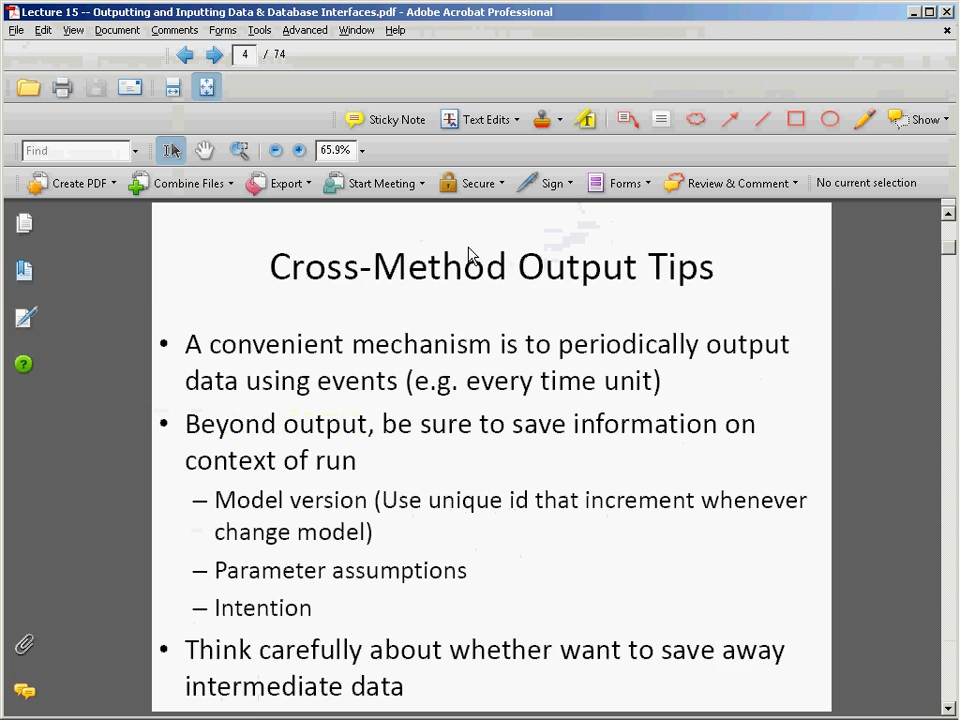 Lecture 15 -- Outputting and Inputting Data & Database Interfaces.pdf - Adobe Acrobat Professional
File Edit View Document Comments Forms Tools Advanced Window Help
4 / 74
Sticky Note Text Edits Show
Find 65.9%
Create PDF Combine Files Export Start Meeting Secure Sign Forms Review & Comment No current selection
Cross-Method Output Tips
• A convenient mechanism is to periodically output
data using events (e.g. every time unit)
• Beyond output, be sure to save information on
context of run
– Model version (Use unique id that increment whenever
change model)
– Parameter assumptions
– Intention
• Think carefully about whether want to save away
intermediate data